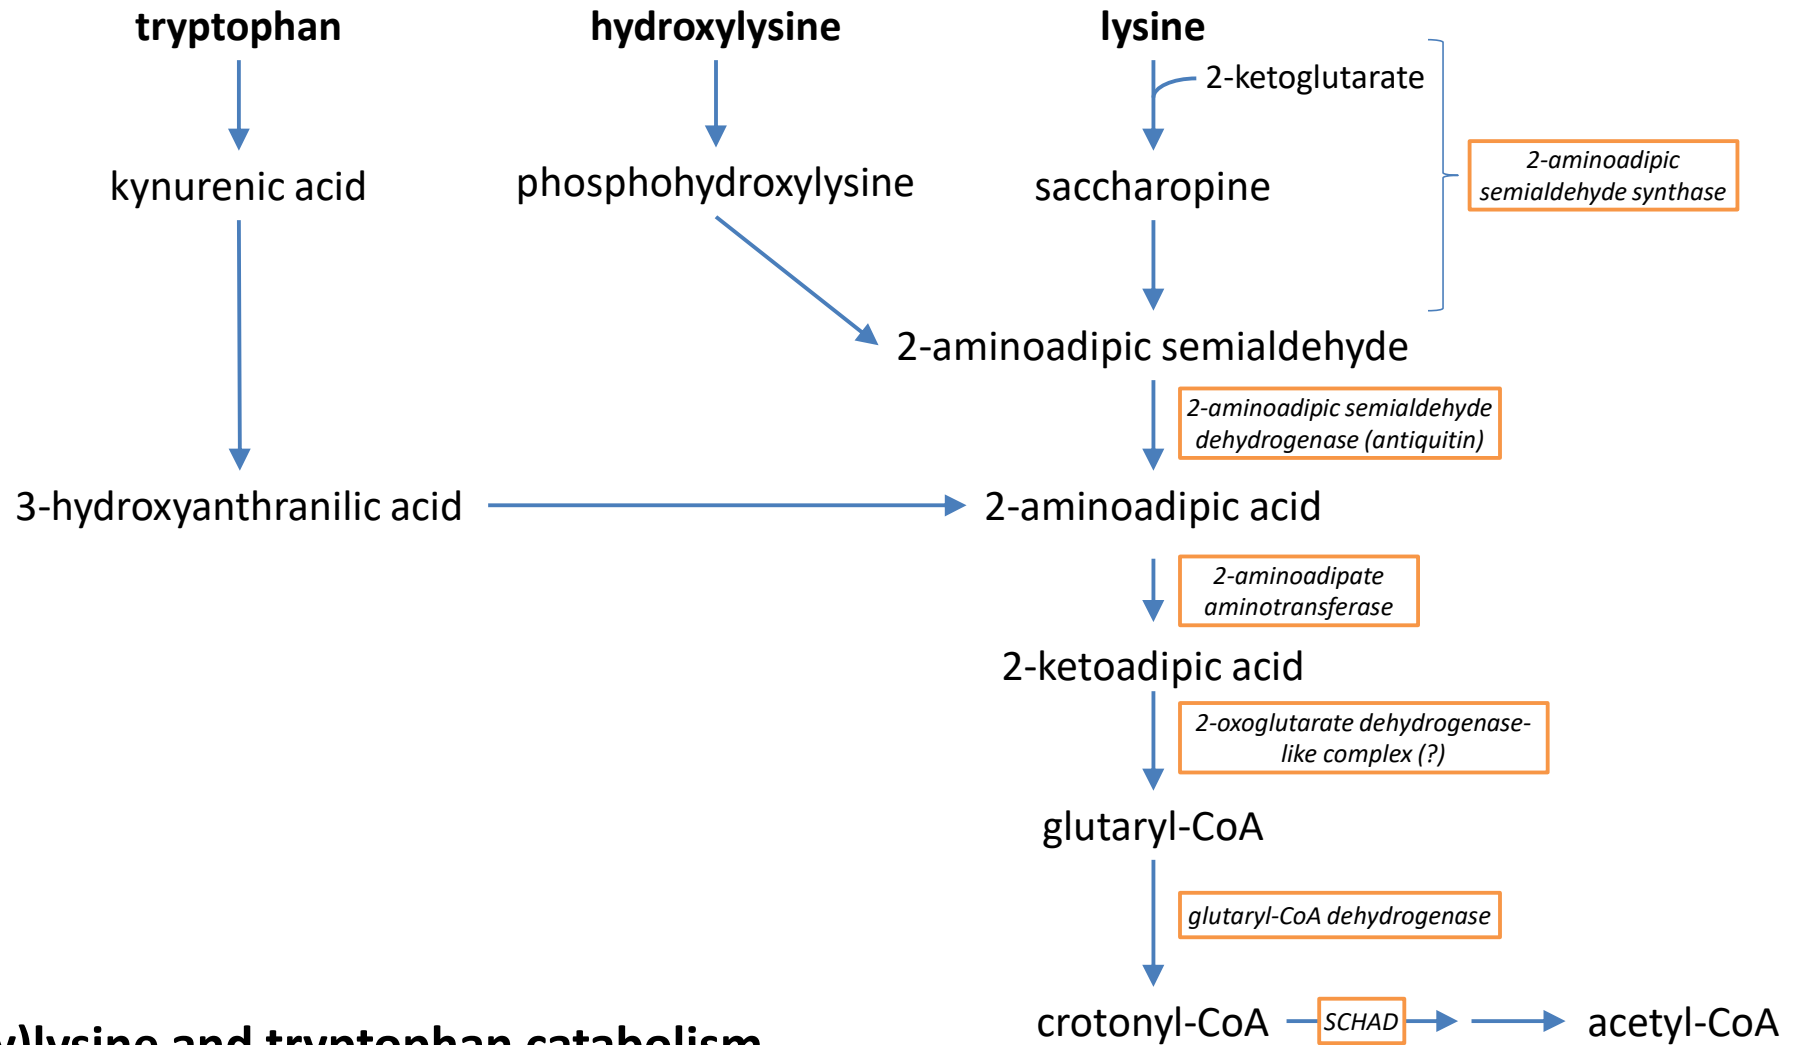 tryptophan
hydroxylysine
lysine
2-ketoglutarate
kynurenic acid
phosphohydroxylysine
saccharopine
2-aminoadipic
semialdehyde synthase
2-aminoadipic semialdehyde
2-aminoadipic semialdehyde
dehydrogenase (antiquitin)
3-hydroxyanthranilic acid
2-aminoadipic acid
2-aminoadipate
aminotransferase
2-ketoadipic acid
2-oxoglutarate dehydrogenase-
like complex (?)
glutaryl-CoA
glutaryl-CoA dehydrogenase
crotonyl-CoA
SCHAD
acetyl-CoA
)lysine and tryptophan catabolism